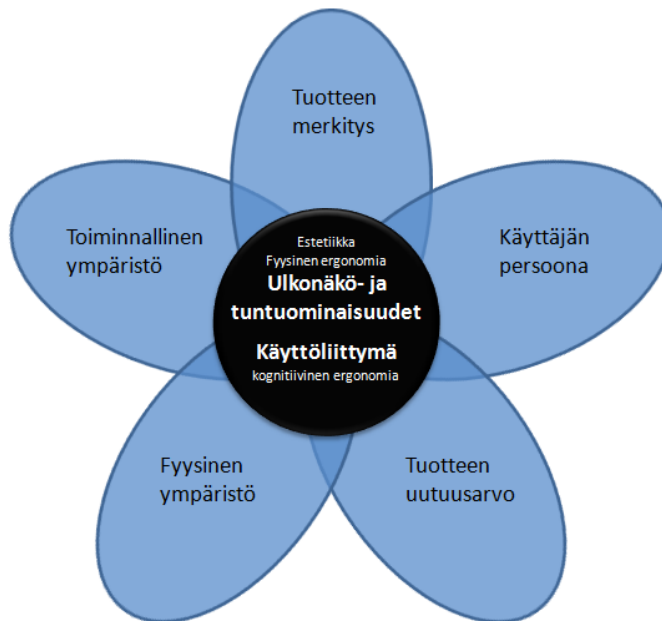 Tuotteen
merkitys
Toiminnallinen
ympäristö
Käyttäjän
persoona
Estetiikka
Fyysinen ergonomia
Ulkonäkö- ja
tuntuominaisuudet
Käyttöliittymä
kognitiivinen ergonomia
Fyysinen
ympäristö
Tuotteen
uutuusarvo